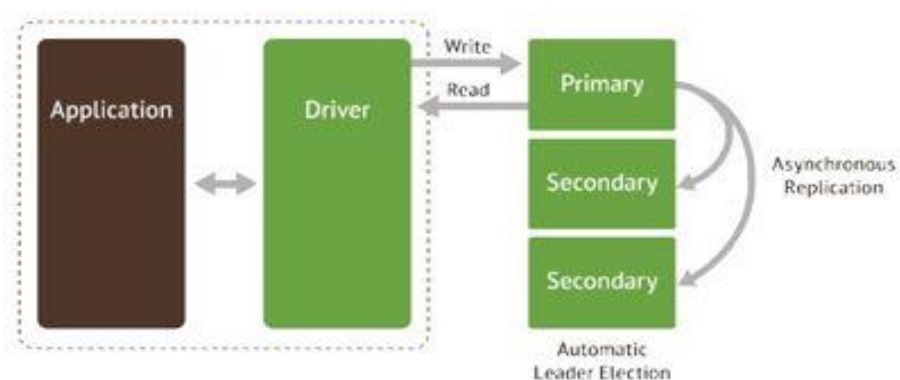 Application
Driver
Write
Read
Primary
Secondary
Secondary
Asynchronous
Replication
Automatic
Leader Election